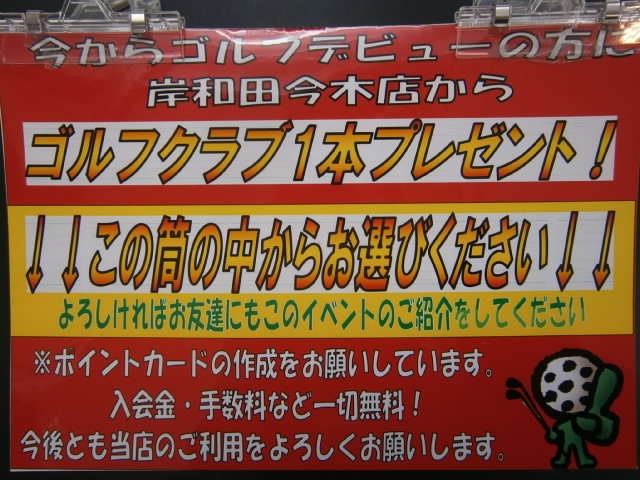 今からゴルフデビューの方に
岸和田今木店から
ゴルフクラブ1本プレゼント！
↓↓この筒の中からお選びください↓↓
よろしければお友達にもこのイベントのご紹介をしてください
※ポイントカードの作成をお願いしています。
入会金・手数料など一切無料！
今後とも当店のご利用をよろしくお願いします。